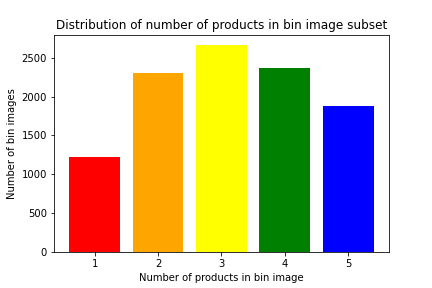 Distribution of number of products in bin image subset
Number of bin images
2500
2000
1500
1000
500
0
1 2 3 4 5
Number of products in bin image